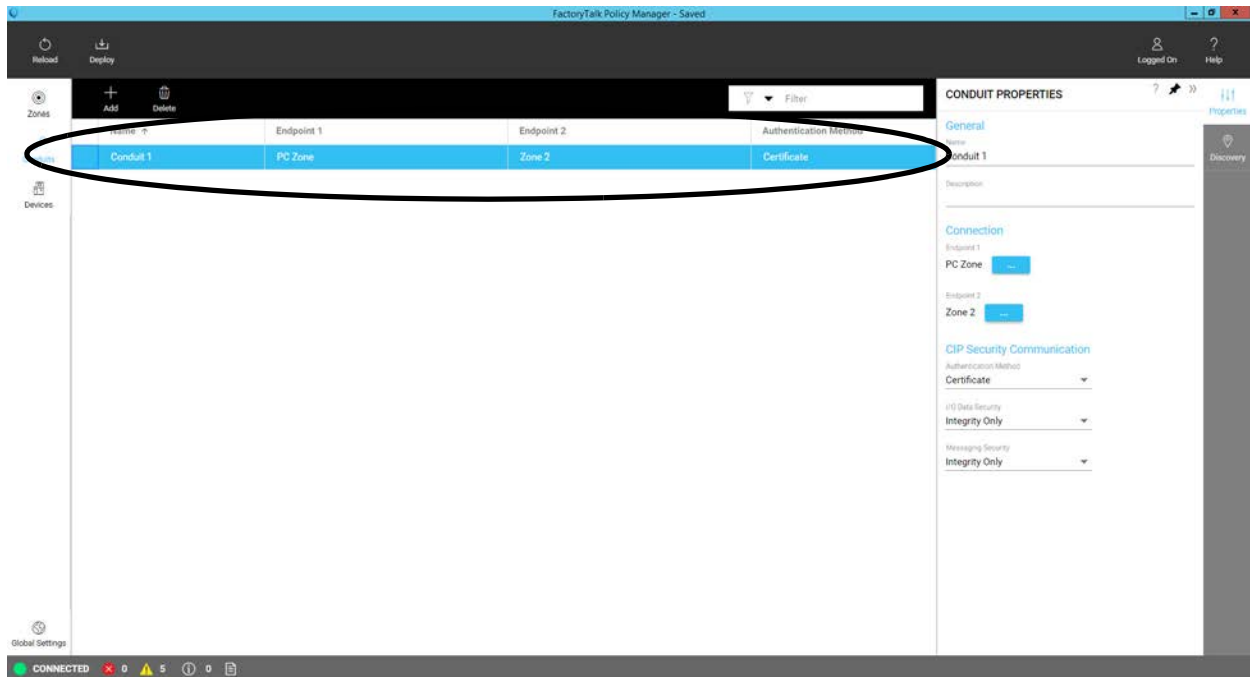 FactoryTalk Policy Manager - Saved
Reload
Deploy
Logged On
Help
Zones
Conduits
Devices
Global Settings
Add
Delete
Filter
Name
Endpoint 1
Endpoint 2
Authentication Method
Conduit 1
PC Zone
Zone 2
Certificate
CONDUIT PROPERTIES
?
General
Name
Conduit 1
Description
Connection
Endpoint 1
PC Zone ...
Endpoint 2
Zone 2 ...
CIP Security Communication
Authentication Method
Certificate
I/O Data Security
Integrity Only
Messaging Security
Integrity Only
Properties
Discovery
CONNECTED 0 5 0